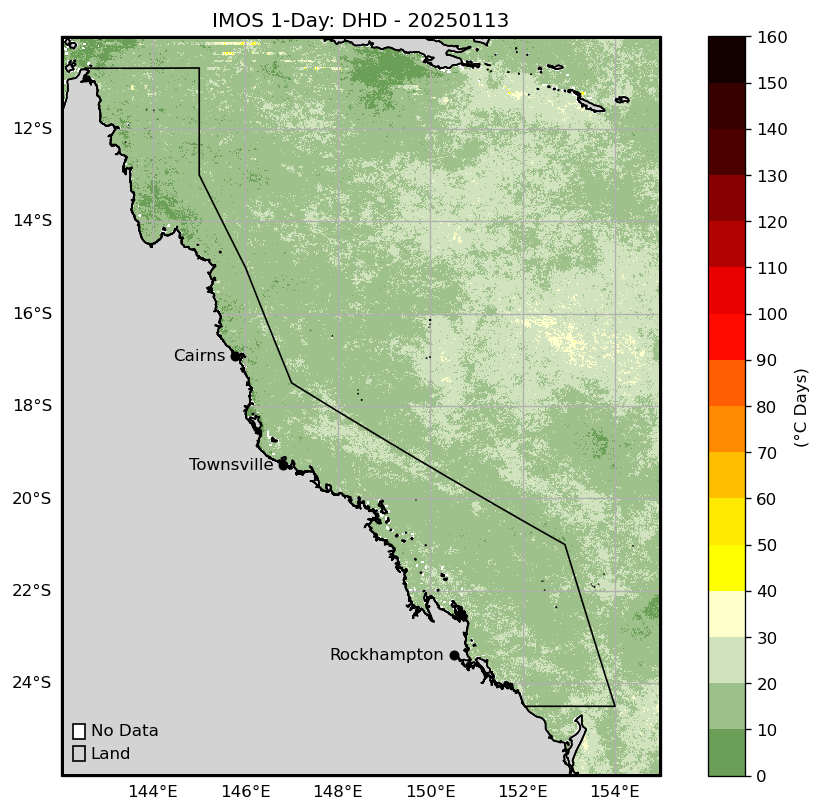 IMOS 1-Day: DHD - 20250113
12°S
14°S
16°S
18°S
20°S
22°S
24°S
Cairns
Townsville
Rockhampton
No Data
Land
144°E 146°E 148°E 150°E 152°E 154°E
160
150
140
130
120
110
100
90
80
70
60
50
40
30
20
10
0
(°C Days)